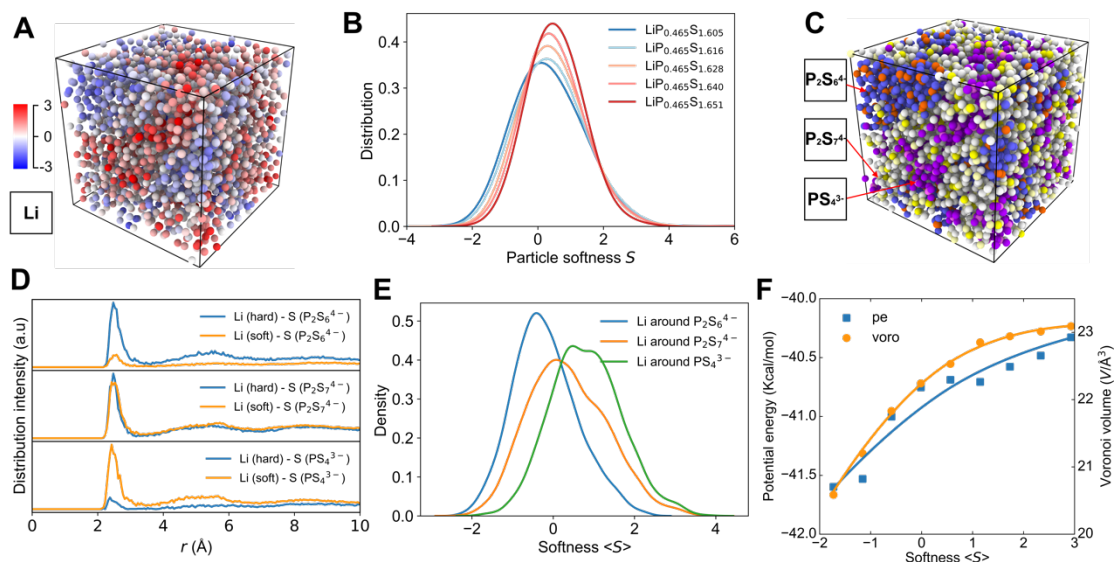 A
3
0
-3
Li
B
Distribution
0.4
0.3
0.2
0.1
0.0
−4
−2
0
2
4
6
Particle softness S
LiP0.465S1.605
LiP0.465S1.616
LiP0.465S1.628
LiP0.465S1.640
LiP0.465S1.651
C
P2S6⁴⁻
P2S7⁴⁻
PS4³⁻
D
Distribution intensity (a.u)
Li (hard) - S (P2S6⁴⁻)
Li (soft) - S (P2S6⁴⁻)
Li (hard) - S (P2S7⁴⁻)
Li (soft) - S (P2S7⁴⁻)
Li (hard) - S (PS4³⁻)
Li (soft) - S (PS4³⁻)
0
2
4
6
8
10
r (Å)
E
Density
0.5
0.4
0.3
0.2
0.1
0.0
−2
0
2
4
Softness <S>
Li around P2S6⁴⁻
Li around P2S7⁴⁻
Li around PS4³⁻
F
Potential energy (Kcal/mol)
−40.0
−40.5
−41.0
−41.5
−42.0
pe
voro
−2
−1
0
1
2
3
Softness <S>
23
22
21
20
Voronoi volume (V/Å³)